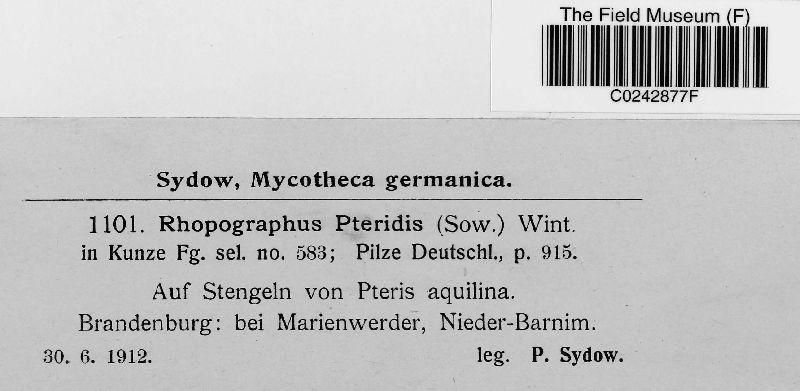 The Field Museum (F)
C0242877F
Sydow, Mycotheca germanica.
1101. Rhopographus Pteridis (Sow.) Wint.
in Kunze Fg. sel. no. 583; Pilze Deutschl., p. 915.
Auf Stengeln von Pteris aquilina.
Brandenburg: bei Marienwerder, Nieder-Barnim.
30. 6. 1912. leg. P. Sydow.